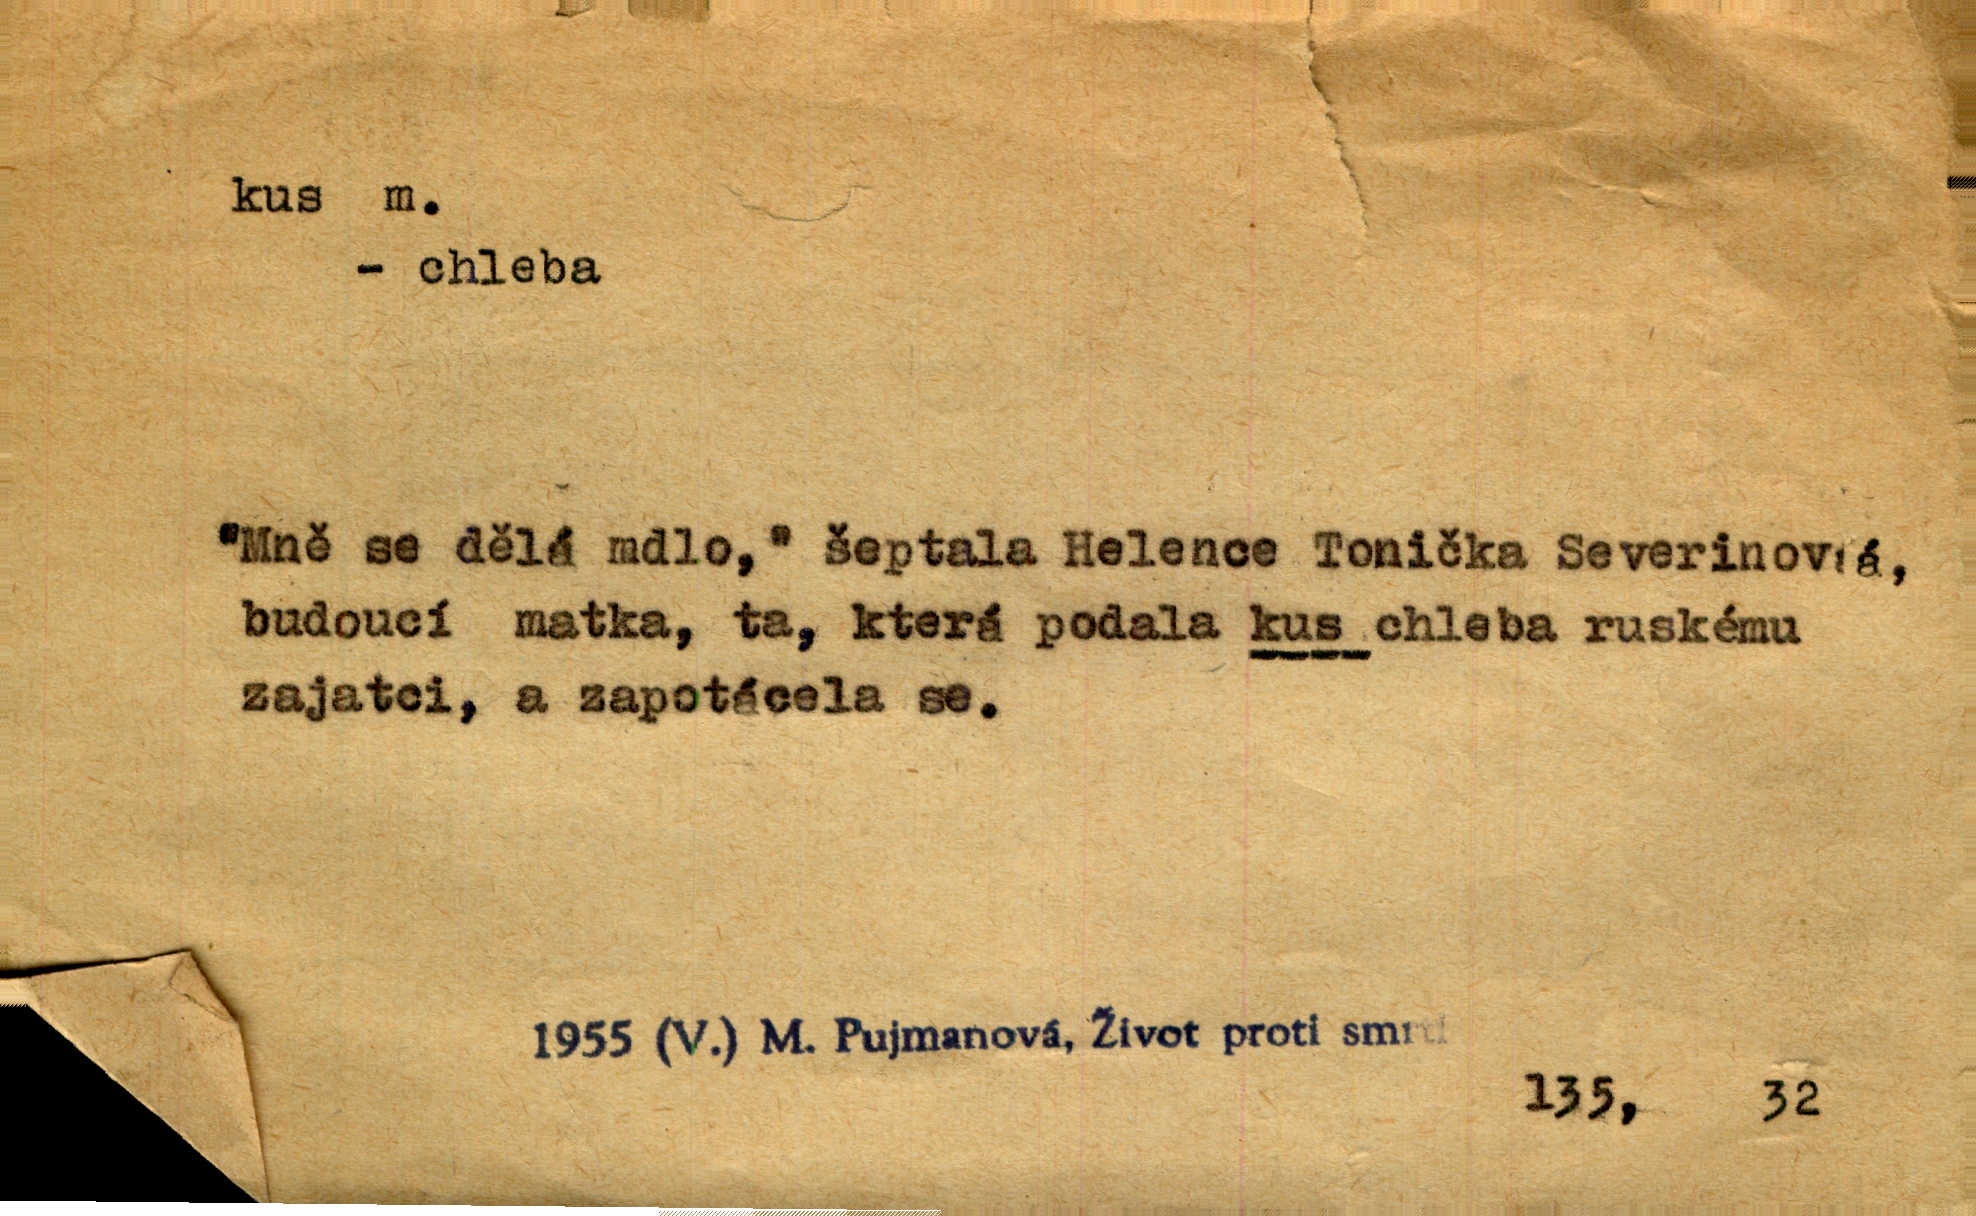 kus m.
- chleba
"Mně se dělá mdlo," šeptala Helence Tonička Severinová,
budoucí matka, ta, která podala kus chleba ruskému
zajatci, a zapotácela se.
1955 (V.) M. Pujmanová, Život proti smrti
135, 32